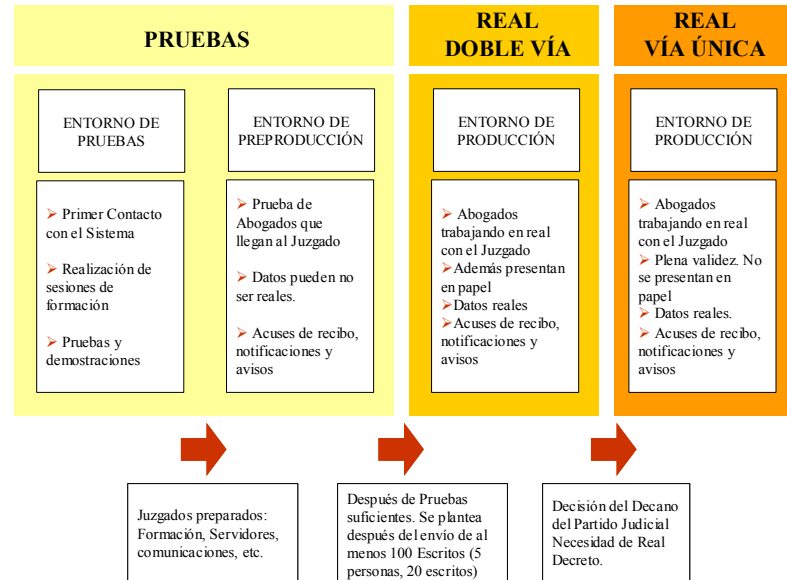 PRUEBAS
REAL
DOBLE VÍA
REAL
VÍA ÚNICA
ENTORNO DE
PRUEBAS
ENTORNO DE
PREPRODUCCIÓN
ENTORNO DE
PRODUCCIÓN
ENTORNO DE
PRODUCCIÓN
➢ Primer Contacto
con el Sistema
➢ Realización de
sesiones de
formación
➢ Pruebas y
demostraciones
➢ Prueba de
Abogados que
llegan al Juzgado
➢ Datos pueden no
ser reales.
➢ Acuses de recibo,
notificaciones y
avisos
➢ Abogados
trabajando en real
con el Juzgado
➢Además presentan
en papel
➢Datos reales
➢Acuses de recibo,
notificaciones y
avisos
➢ Abogados
trabajando en real
con el Juzgado
➢ Plena validez. No
se presentan en
papel
➢ Datos reales.
➢ Acuses de recibo,
notificaciones y
avisos
Juzgados preparados:
Formación, Servidores,
comunicaciones, etc.
Después de Pruebas
suficientes. Se plantea
después del envío de al
menos 100 Escritos (5
personas, 20 escritos)
Decisión del Decano
del Partido Judicial
Necesidad de Real
Decreto.